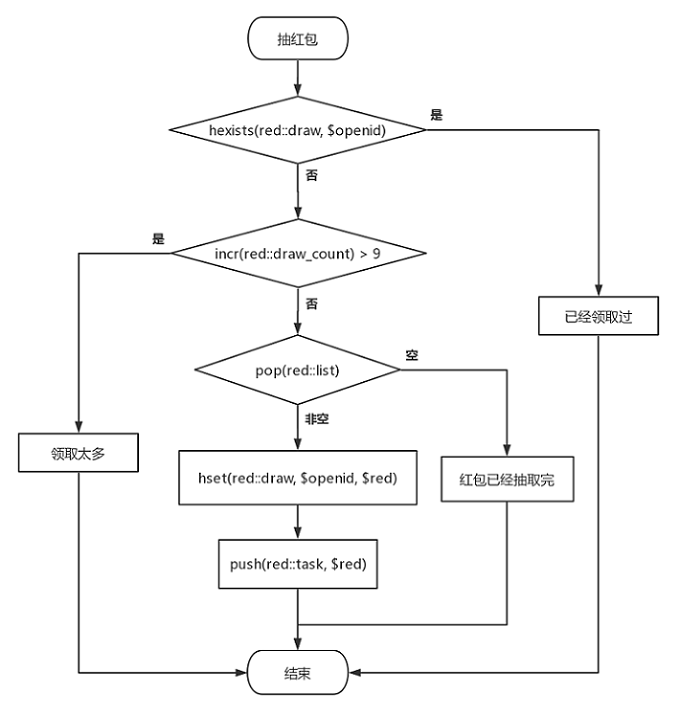 抽红包
hexists(red::draw, $openid)
是
否
是
incr(red::draw_count) > 9
否
已经领取过
pop(red::list)
空
非空
领取太多
hset(red::draw, $openid, $red)
红包已经抽取完
push(red::task, $red)
结束